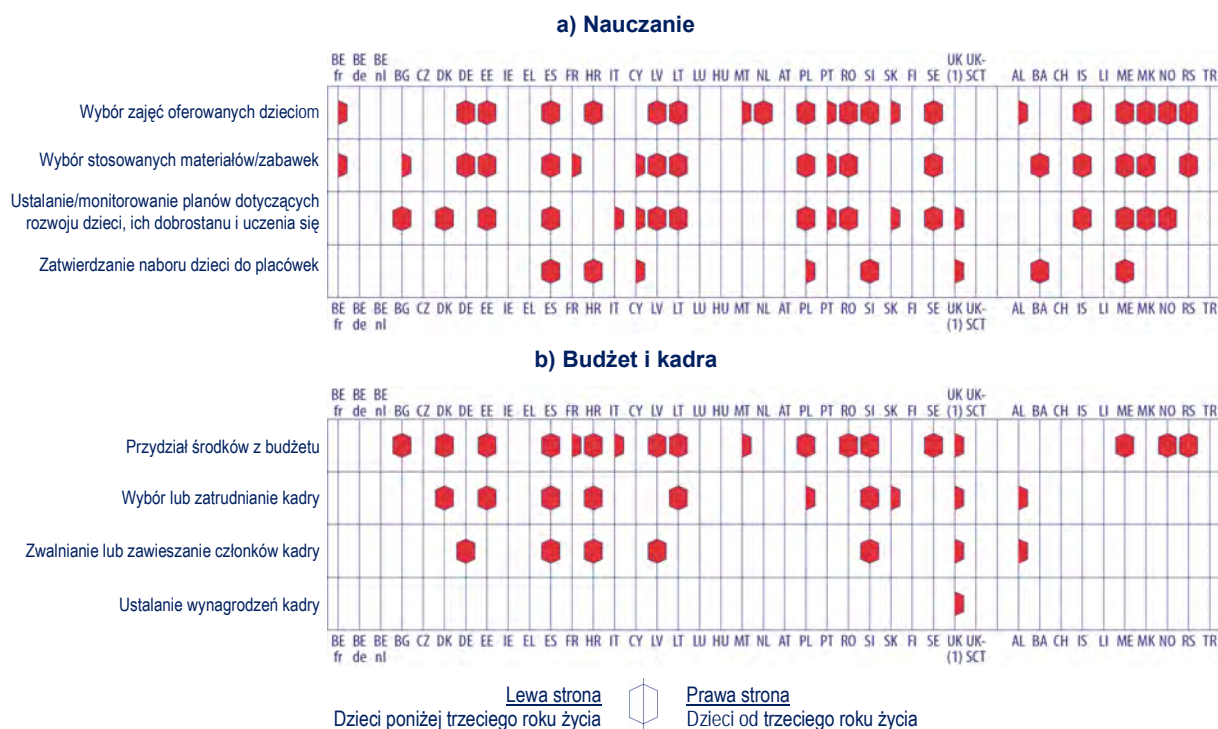 a) Nauczanie
BE BE BE UK UK-
fr de nl BG CZ DK DE EE IE EL ES FR HR IT CY LV LT LU HU MT NL AT PL PT RO SI SK FI SE (1) SCT AL BA CH IS LI ME MK NO RS TR
Wybór zajęć oferowanych dzieciom
Wybór stosowanych materiałów/zabawek
Ustalanie/monitorowanie planów dotyczących
rozwoju dzieci, ich dobrostanu i uczenia się
Zatwierdzanie naboru dzieci do placówek
BE BE BE BG CZ DK DE EE IE EL ES FR HR IT CY LV LT LU HU MT NL AT PL PT RO SI SK FI SE UK UK- AL BA CH IS LI ME MK NO RS TR
fr de nl (1) SCT
b) Budżet i kadra
BE BE BE UK UK-
fr de nl BG CZ DK DE EE IE EL ES FR HR IT CY LV LT LU HU MT NL AT PL PT RO SI SK FI SE (1) SCT AL BA CH IS LI ME MK NO RS TR
Przydział środków z budżetu
Wybór lub zatrudnianie kadry
Zwalnianie lub zawieszanie członków kadry
Ustalanie wynagrodzeń kadry
BE BE BE BG CZ DK DE EE IE EL ES FR HR IT CY LV LT LU HU MT NL AT PL PT RO SI SK FI SE UK UK- AL BA CH IS LI ME MK NO RS TR
fr de nl (1) SCT
Lewa strona Prawa strona
Dzieci poniżej trzeciego roku życia Dzieci od trzeciego roku życia